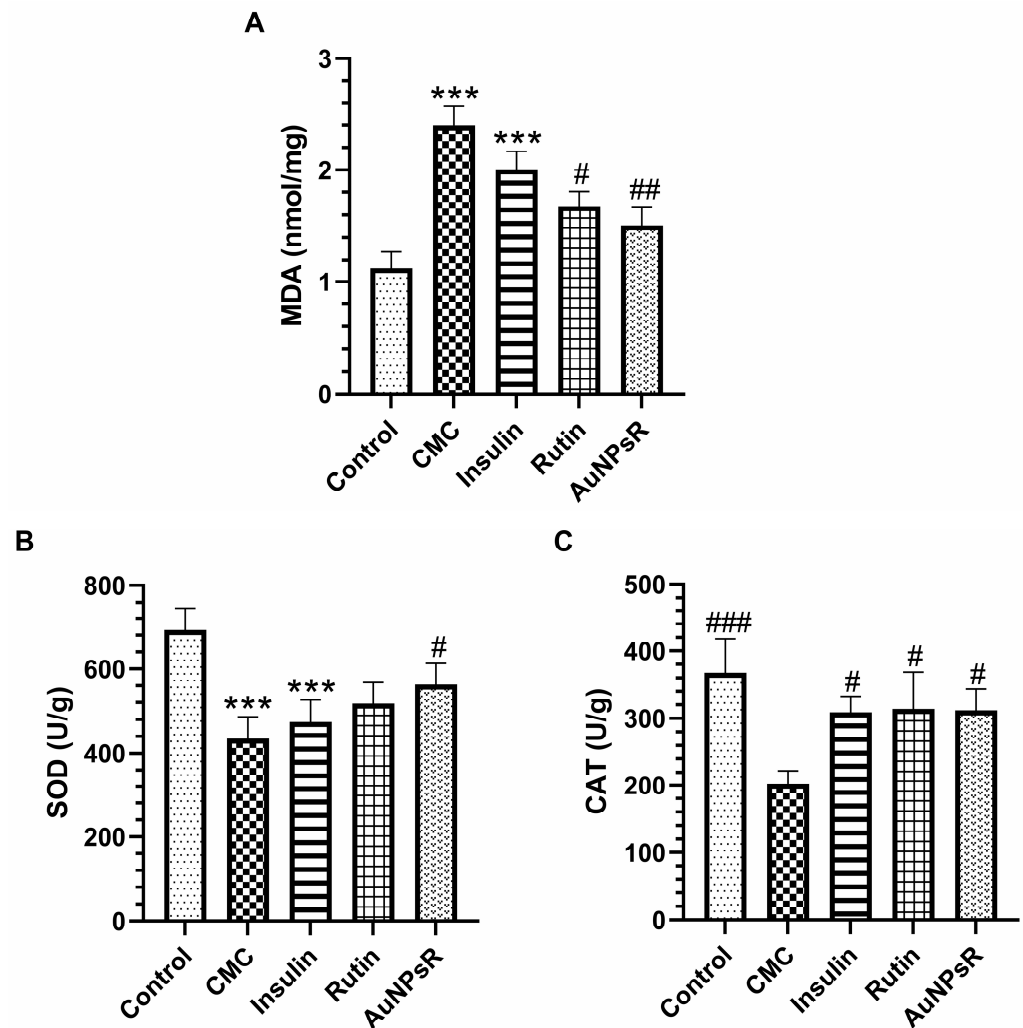 A
MDA (nmol/mg)
3
2
1
0
***
***
#
##
Control
CMC
Insulin
Rutin
AuNPsR
B
SOD (U/g)
800
600
400
200
0
***
***
#
Control
CMC
Insulin
Rutin
AuNPsR
C
CAT (U/g)
500
400
300
200
100
0
###
#
#
#
Control
CMC
Insulin
Rutin
AuNPsR